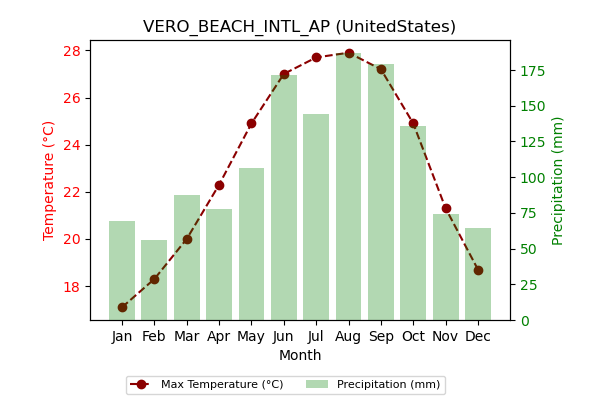 VERO_BEACH_INTL_AP (UnitedStates)
28
26
24
22
20
18
Temperature (°C)
175
150
125
100
75
50
25
0
Precipitation (mm)
Jan Feb Mar Apr May Jun Jul Aug Sep Oct Nov Dec
Month
Max Temperature (°C) Precipitation (mm)